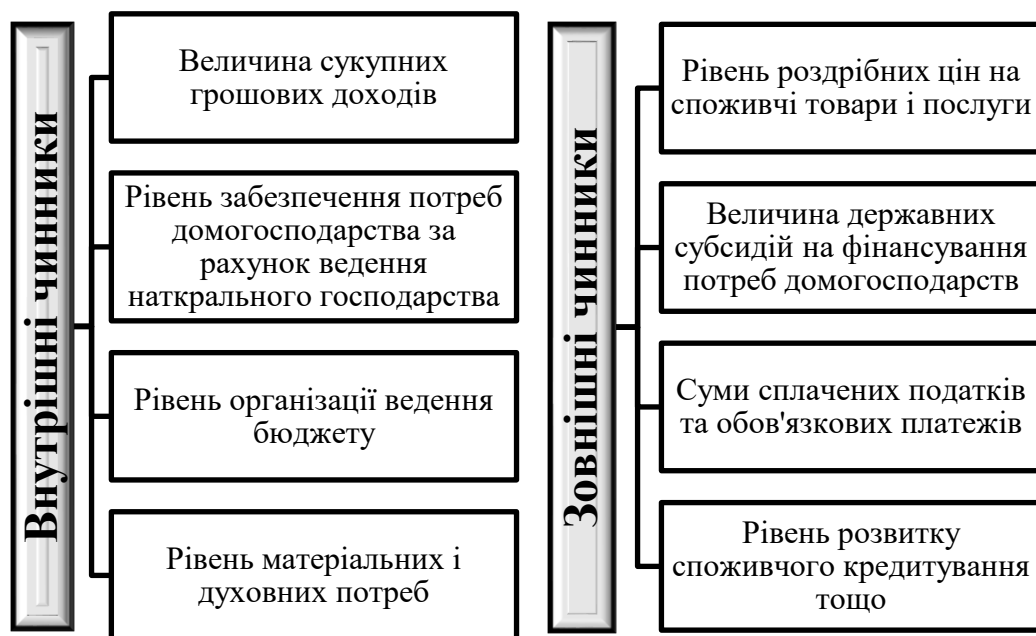 Внутрішні чинники
Величина сукупних
грошових доходів
Рівень забезпечення потреб
домогосподарства за
рахунок ведення
наткрального господарства
Рівень організації ведення
бюджету
Рівень матеріальних і
духовних потреб
Зовнішні чинники
Рівень роздрібних цін на
споживчі товари і послуги
Величина державних
субсидій на фінансування
потреб домогосподарств
Суми сплачених податків
та обов'язкових платежів
Рівень розвитку
споживчого кредитування
тощо